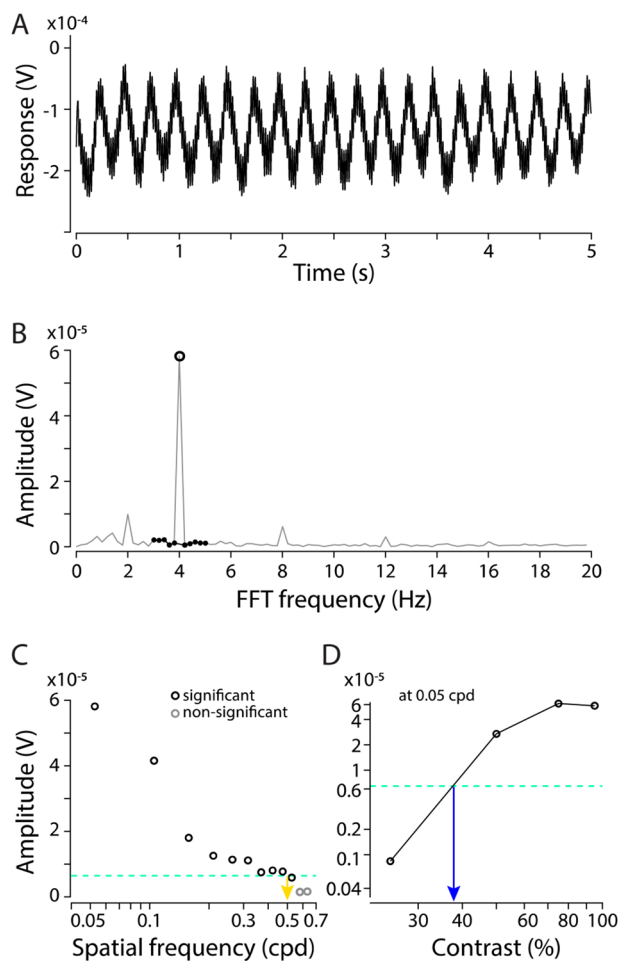 A
x10-4
Response (V)
0
-1
-2
0 1 2 3 4 5
Time (s)
B
x10-5
Amplitude (V)
6
4
2
0
0 2 4 6 8 10 12 14 16 18 20
FFT frequency (Hz)
C
x10-5
significant
non-significant
Amplitude (V)
6
4
2
0
0.05 0.1 0.3 0.5 0.7
Spatial frequency (cpd)
D
x10-5
at 0.05 cpd
6
4
2
1
0.6
0.2
0.1
0.04
30 40 60 80 100
Contrast (%)